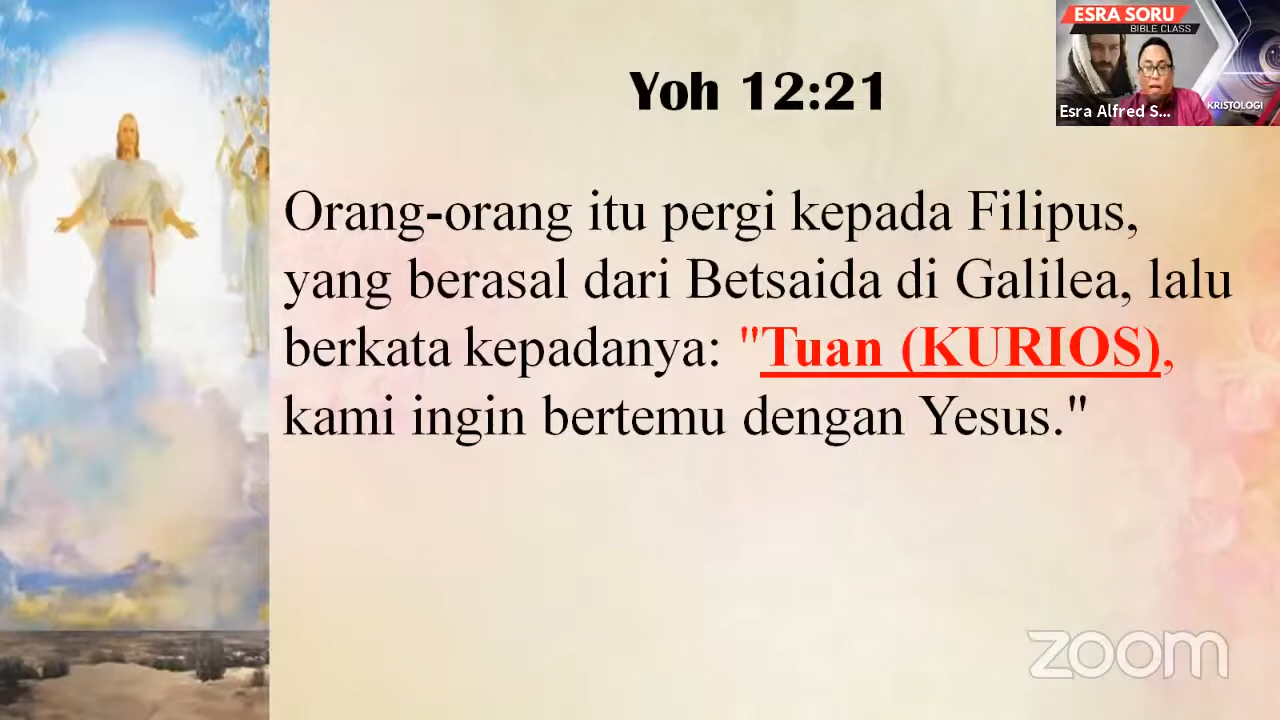 Yoh 12:21
ESRA SORU
BIBLE CLASS
KRISTOLOGI
Esra Alfred S...
Orang-orang itu pergi kepada Filipus,
yang berasal dari Betsaida di Galilea, lalu
berkata kepadanya: "Tuan (KURIOS),
kami ingin bertemu dengan Yesus."
zoom